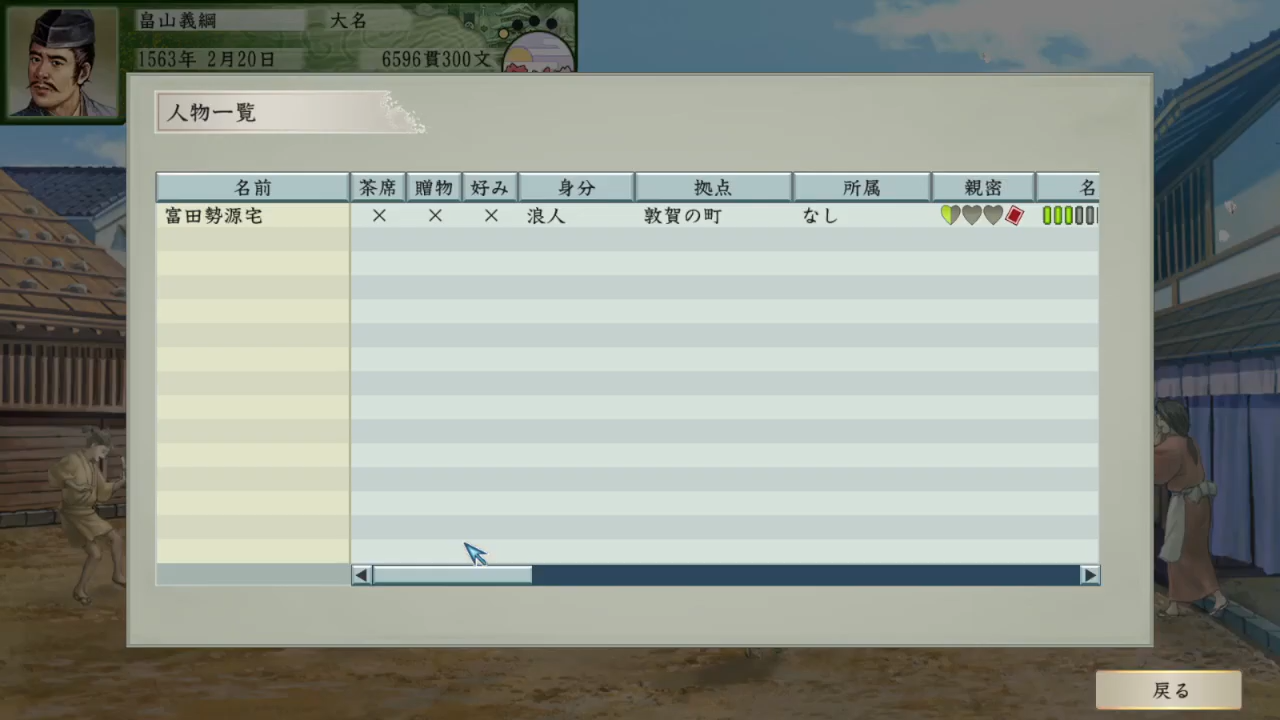 畠山義綱 大名
1563年 2月20日 6596貫300文
人物一覧
名前 茶席 贈物 好み 身分 拠点 所属 親密 名
富田勢源宅 × × × 浪人 敦賀の町 なし
戻る